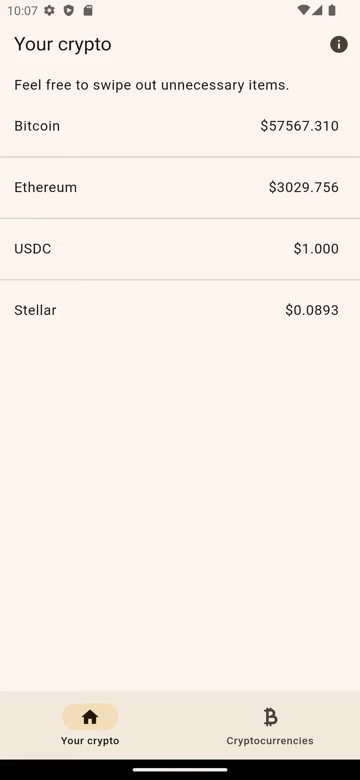 10:07
Your crypto
Feel free to swipe out unnecessary items.
Bitcoin $57567.310
Ethereum $3029.756
USDC $1.000
Stellar $0.0893
Your crypto Cryptocurrencies